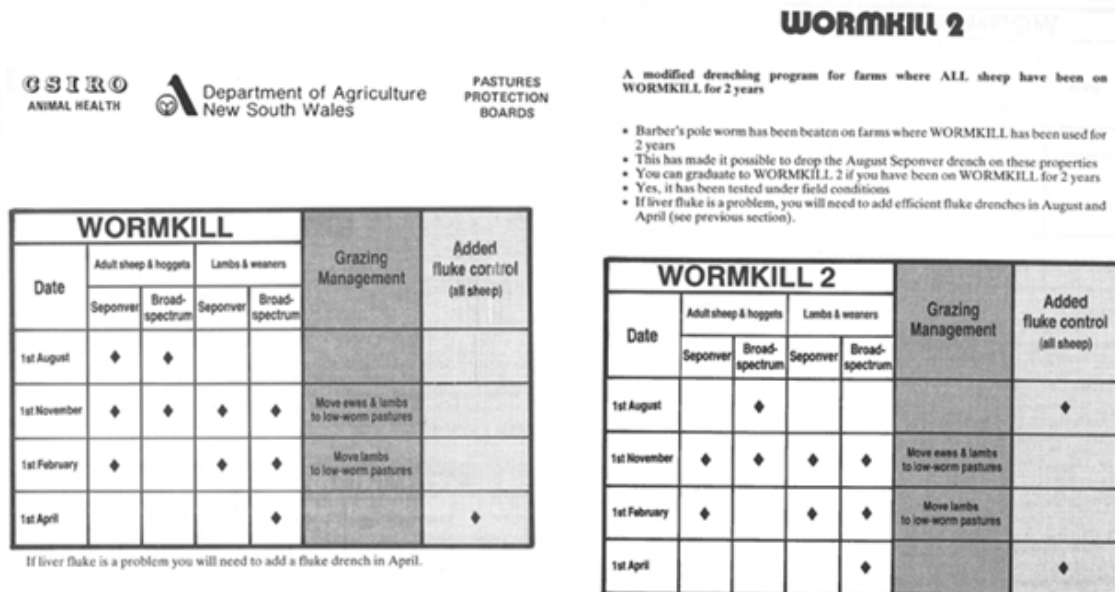 CSIRO
ANIMAL HEALTH
Department of Agriculture
New South Wales
PASTURES
PROTECTION
BOARDS
WORMKILL
Date
Adult sheep & hoggets
Lambs & weaners
Grazing
Management
Added
fluke control
(all sheep)
Seponver
Broad-
spectrum
Seponver
Broad-
spectrum
1st August ♦ ♦
1st November ♦ ♦ ♦ ♦
Move ewes & lambs
to low-worm pastures
1st February ♦ ♦ ♦
Move lambs
to low-worm pastures
1st April ♦ ♦
If liver fluke is a problem you will need to add a fluke drench in April.
WORMKILL 2
A modified drenching program for farms where ALL sheep have been on
WORMKILL for 2 years
* Barber's pole worm has been beaten on farms where WORMKILL has been used for
2 years
* This has made it possible to drop the August Seponver drench on these properties
* You can graduate to WORMKILL 2 if you have been on WORMKILL for 2 years
* Yes, it has been tested under field conditions
* If liver fluke is a problem, you will need to add efficient fluke drenches in August and
April (see previous section).
WORMKILL 2
Date
Adult sheep & hoggets
Lambs & weaners
Grazing
Management
Added
fluke control
(all sheep)
Seponver
Broad-
spectrum
Seponver
Broad-
spectrum
1st August ♦ ♦
1st November ♦ ♦ ♦ ♦
Move ewes & lambs
to low-worm pastures
1st February ♦ ♦ ♦
Move lambs
to low-worm pastures
1st April ♦ ♦